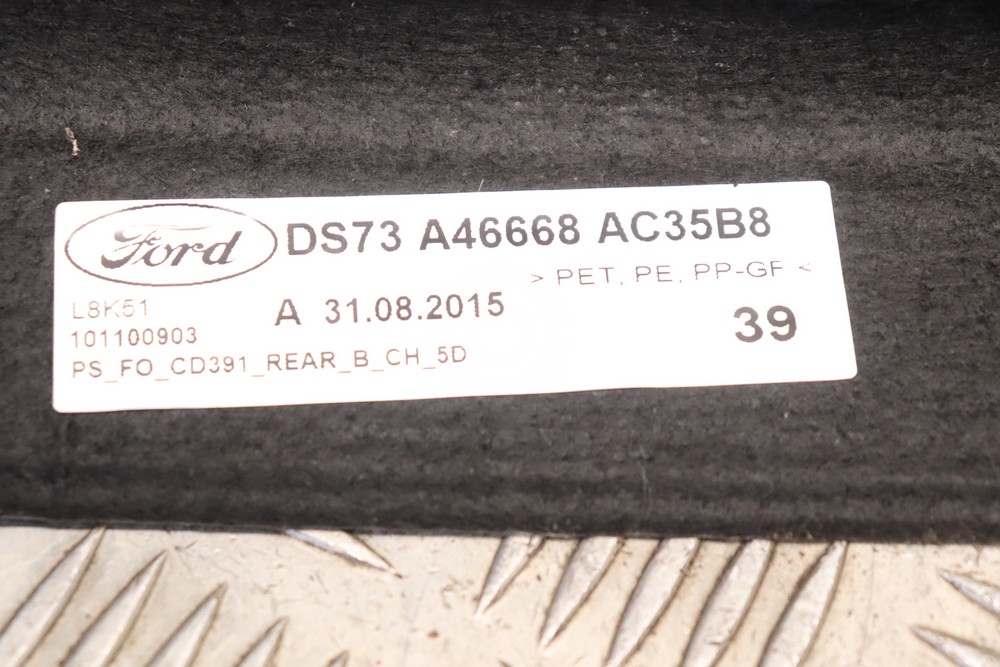 Ford DS73 A46668 AC35B8
> PET, PE, PP-GF <
L8K51
A 31.08.2015
39
101100903
PS_FO_CD391_REAR_B_CH_5D